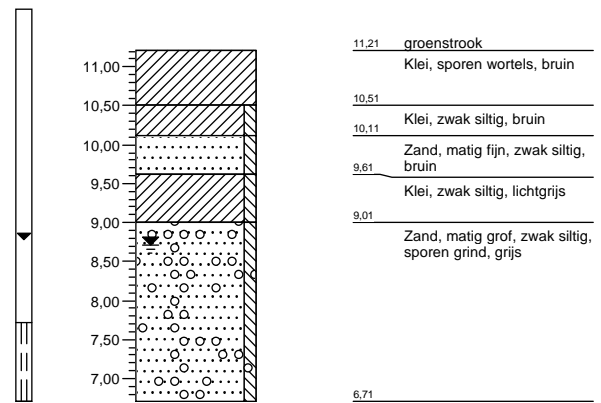 11,00
10,50
10,00
9,50
9,00
8,50
8,00
7,50
7,00
11,21 groenstrook
Klei, sporen wortels, bruin
10,51
Klei, zwak siltig, bruin
10,11
Zand, matig fijn, zwak siltig,
bruin
9,61
Klei, zwak siltig, lichtgrijs
9,01
Zand, matig grof, zwak siltig,
sporen grind, grijs
6,71